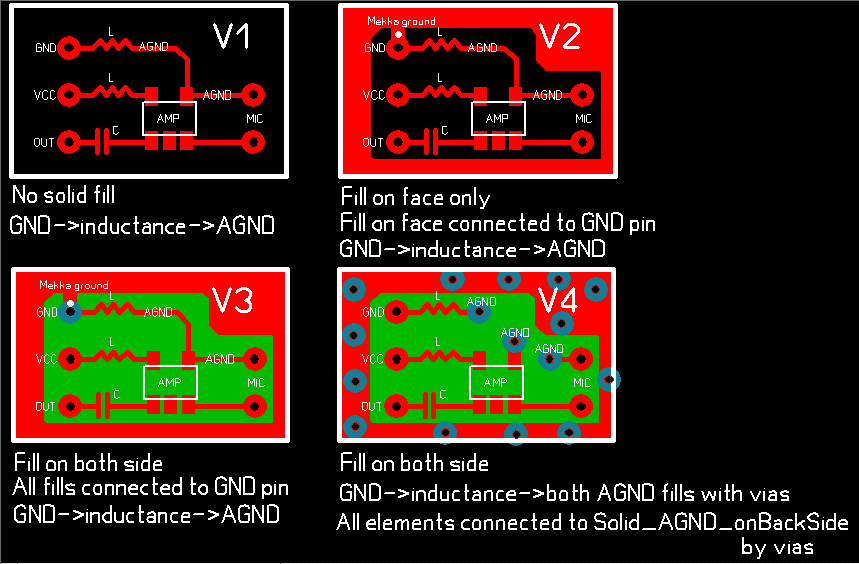 V1
GND
L
AGND
VCC
L
AGND
AMP
MIC
OUT
C
No solid fill
GND->inductance->AGND
Mekka ground
V2
GND
L
AGND
VCC
L
AGND
AMP
MIC
OUT
C
Fill on face only
Fill on face connected to GND pin
GND->inductance->AGND
Mekka ground
V3
GND
L
AGND
VCC
L
AGND
AMP
MIC
OUT
C
Fill on both side
All fills connected to GND pin
GND->inductance->AGND
V4
GND
L
AGND
AGND
VCC
L
AGND
AMP
MIC
OUT
C
Fill on both side
GND->inductance->both AGND fills with vias
All elements connected to Solid_AGND_onBackSide
by vias